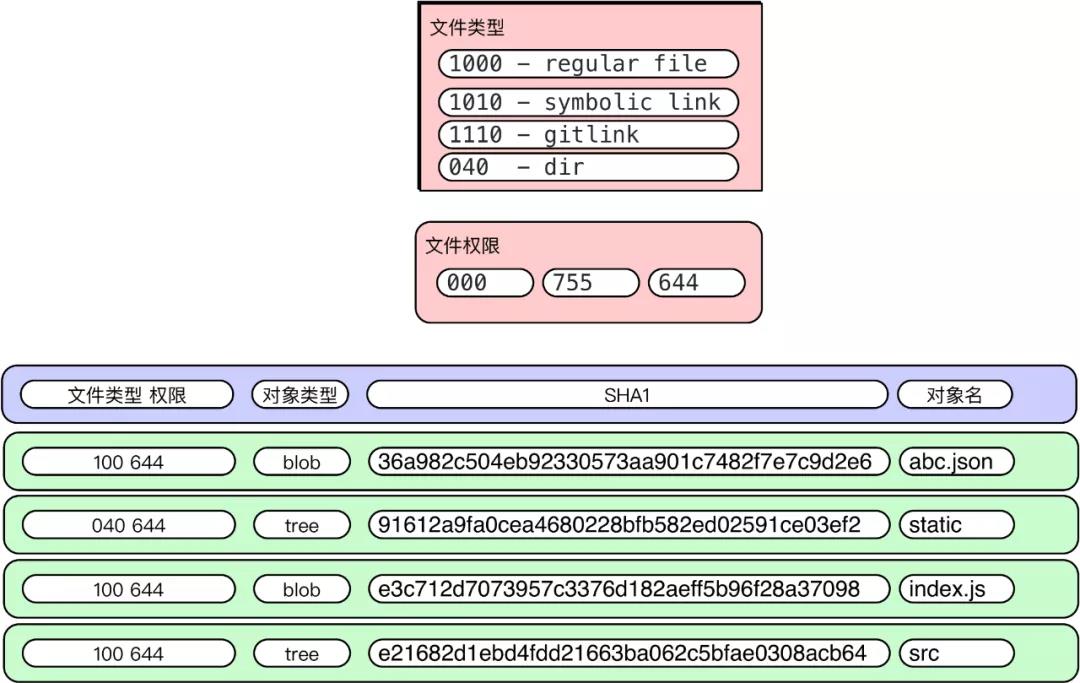 文件类型
1000 - regular file
1010 - symbolic link
1110 - gitlink
040 - dir
文件权限
000 755 644
文件类型 权限 对象类型 SHA1 对象名
100 644 blob 36a982c504eb92330573aa901c7482f7e7c9d2e6 abc.json
040 644 tree 91612a9fa0cea4680228bfb582ed02591ce03ef2 static
100 644 blob e3c712d7073957c3376d182aeff5b96f28a37098 index.js
100 644 tree e21682d1ebd4fdd21663ba062c5bfae0308acb64 src